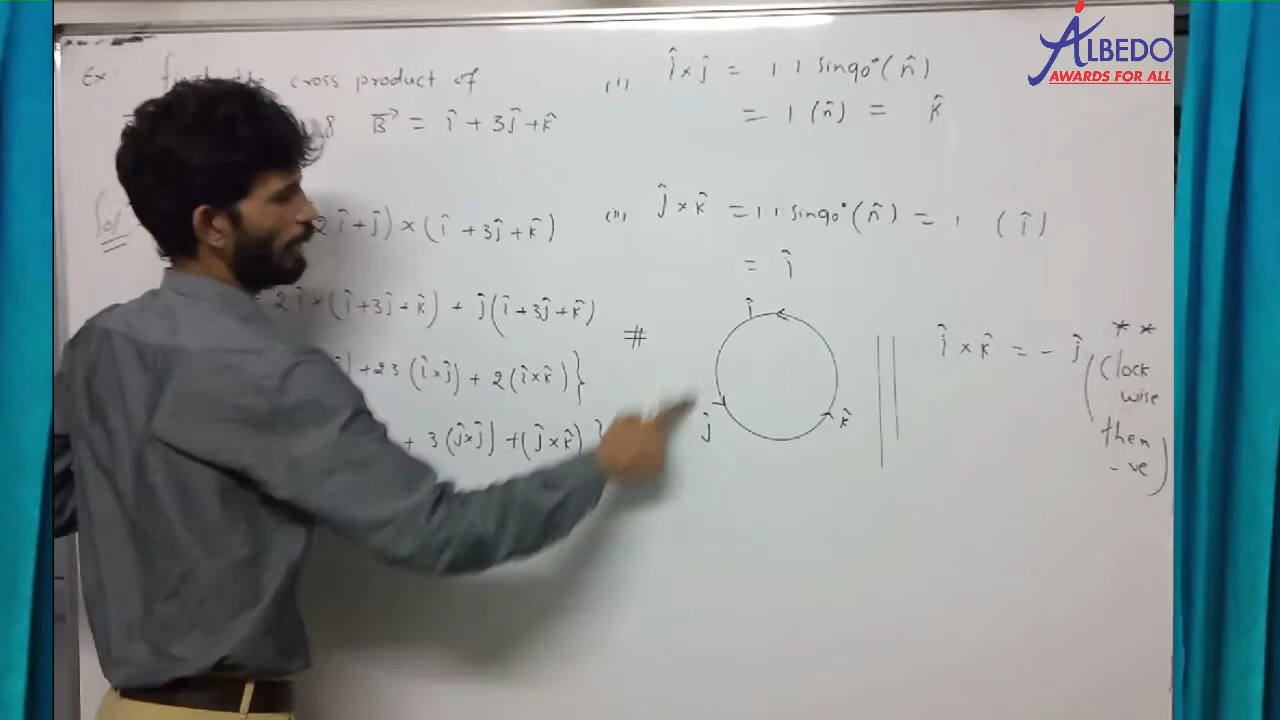 Ex: Find the cross product of
& B⃗ = î + 3ĵ + k̂
Sol
2î + ĵ) × (î + 3ĵ + k̂)
2î × (î + 3ĵ + k̂) + ĵ(î + 3ĵ + k̂)
+ 23 (î × ĵ) + 2(î × k̂)}
+ 3(ĵ × ĵ) + (ĵ × k̂) }
(i) î × ĵ = 1 1 sin90° (n̂)
= 1 (n̂) = k̂
(ii) ĵ × k̂ = 1 1 sin90° (n̂) = 1 (î)
= î
#
î
ĵ
k̂
î × k̂ = - ĵ
**
(Clock
wise
then
-ve)
ALBEDO
AWARDS FOR ALL